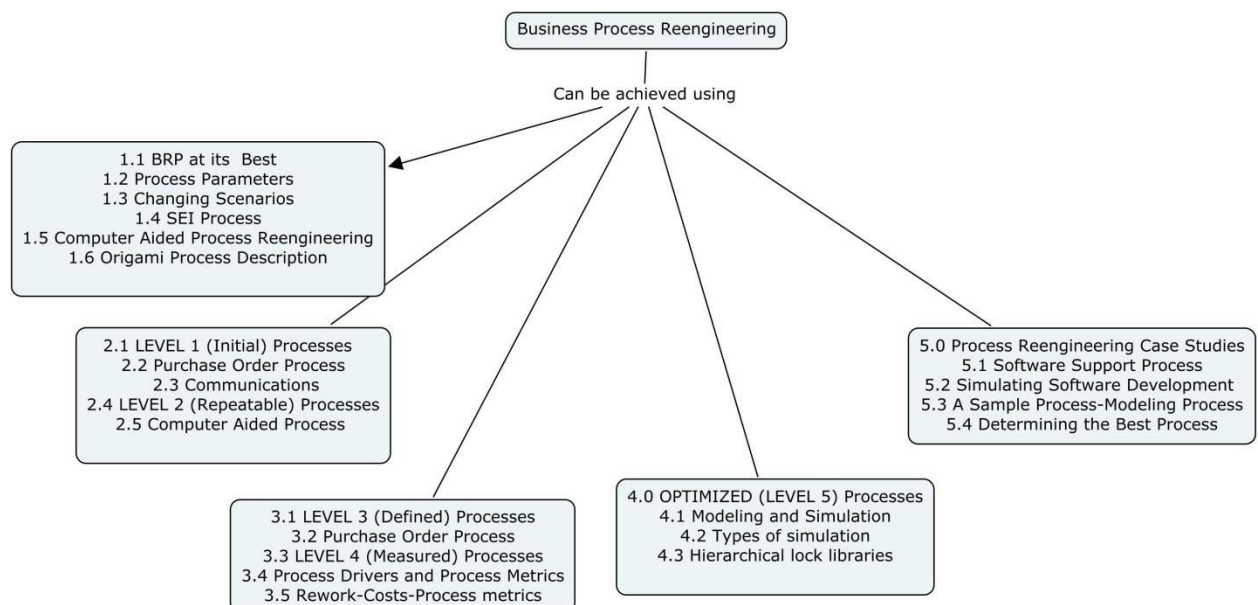 Business Process Reengineering
Can be achieved using
1.1 BRP at its Best
1.2 Process Parameters
1.3 Changing Scenarios
1.4 SEI Process
1.5 Computer Aided Process Reengineering
1.6 Origami Process Description
2.1 LEVEL 1 (Initial) Processes
2.2 Purchase Order Process
2.3 Communications
2.4 LEVEL 2 (Repeatable) Processes
2.5 Computer Aided Process
3.1 LEVEL 3 (Defined) Processes
3.2 Purchase Order Process
3.3 LEVEL 4 (Measured) Processes
3.4 Process Drivers and Process Metrics
3.5 Rework-Costs-Process metrics
4.0 OPTIMIZED (LEVEL 5) Processes
4.1 Modeling and Simulation
4.2 Types of simulation
4.3 Hierarchical lock libraries
5.0 Process Reengineering Case Studies
5.1 Software Support Process
5.2 Simulating Software Development
5.3 A Sample Process-Modeling Process
5.4 Determining the Best Process